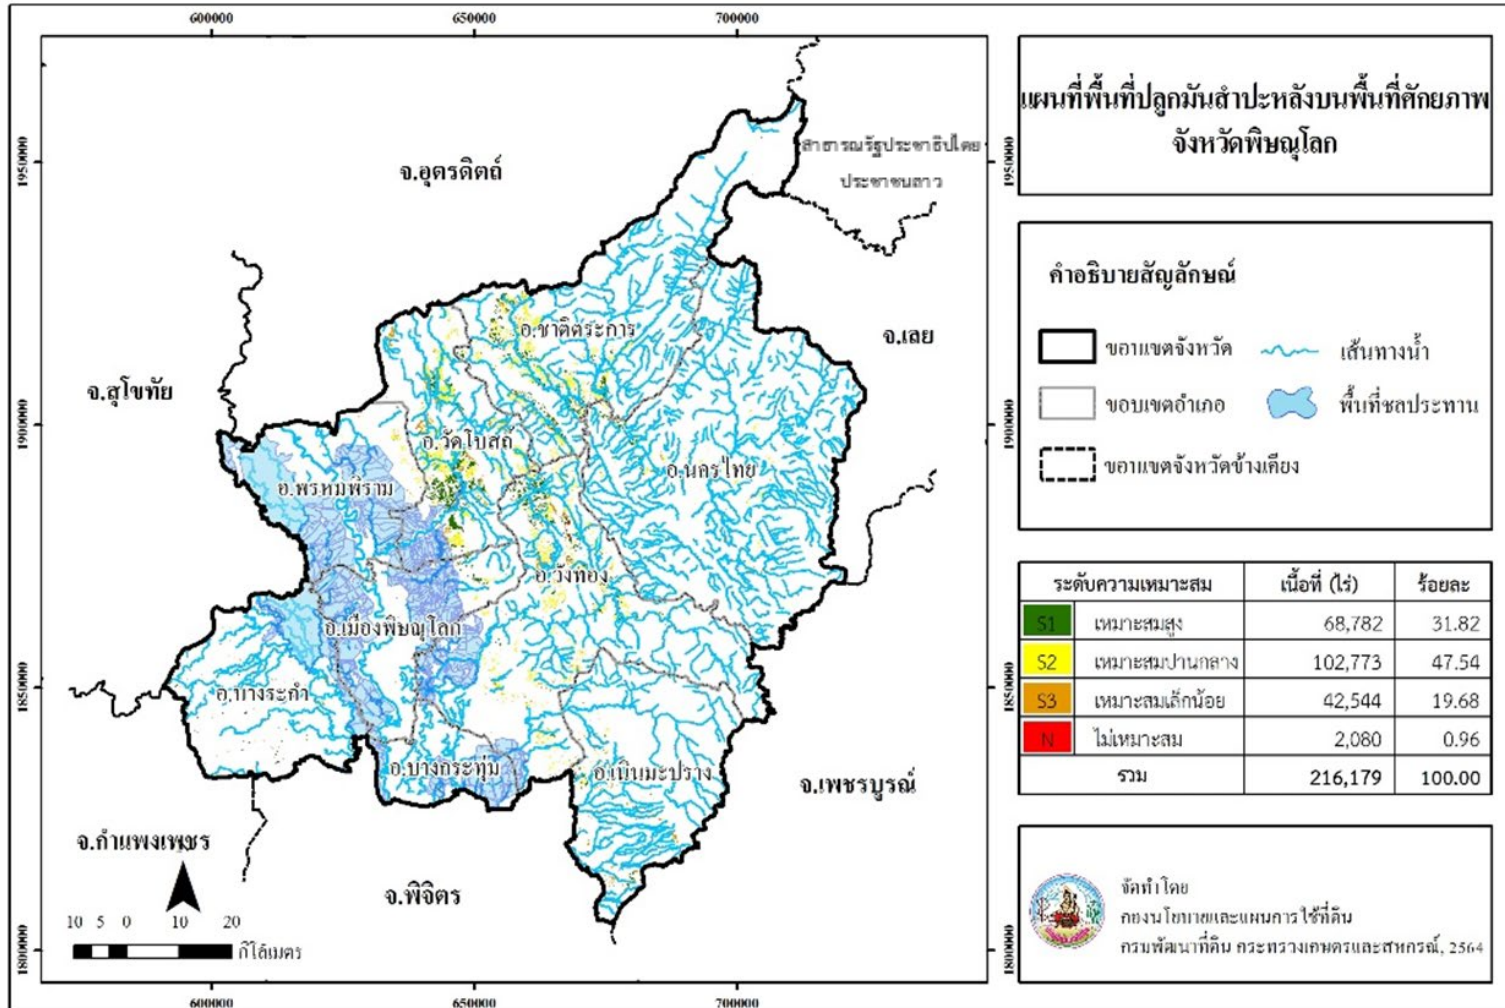 600000 650000 700000
แผนที่พื้นที่ปลูกมันสำปะหลังบนพื้นที่ศักยภาพ
จังหวัดพิษณุโลก
1950000
1950000
สาธารณรัฐประชาธิปไตย
ประชาชนลาว
จ.อุตรดิตถ์
คำอธิบายสัญลักษณ์
ขอบเขตจังหวัด
เส้นทางน้ำ
ขอบเขตอำเภอ
พื้นที่ชลประทาน
ขอบเขตจังหวัดข้างเคียง
อ.ชาติตระการ
จ.เลย
จ.สุโขทัย
1900000
1900000
อ.วัดโบสถ์
อ.นครไทย
อ.พรหมพิราม
อ.วังทอง
อ.เมืองพิษณุโลก
อ.บางระกำ
1850000
1850000
อ.บางกระทุ่ม
อ.เนินมะปราง
จ.เพชรบูรณ์
จ.กำแพงเพชร
จ.พิจิตร
ระดับความเหมาะสม เนื้อที่ (ไร่) ร้อยละ
S1 เหมาะสมสูง 68,782 31.82
S2 เหมาะสมปานกลาง 102,773 47.54
S3 เหมาะสมเล็กน้อย 42,544 19.68
N ไม่เหมาะสม 2,080 0.96
รวม 216,179 100.00
10 5 0 10 20
กิโลเมตร
1800000
1800000
จัดทำโดย
กองนโยบายและแผนการใช้ที่ดิน
กรมพัฒนาที่ดิน กระทรวงเกษตรและสหกรณ์, 2564
600000 650000 700000